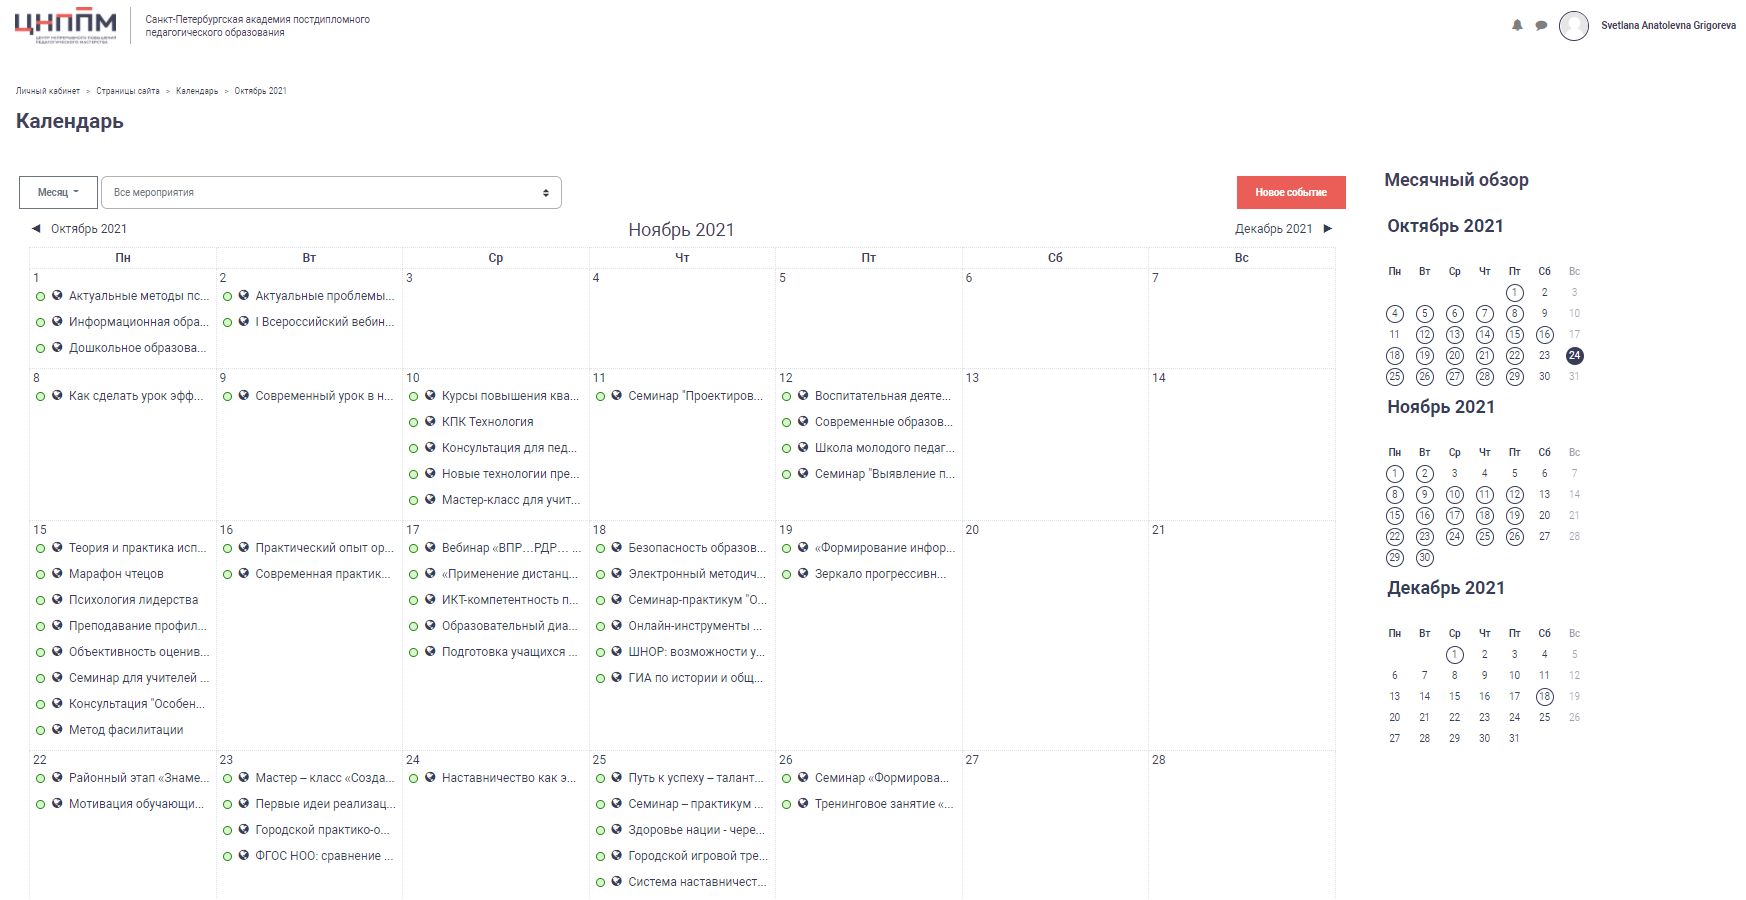 ЦНППМ
ЦЕНТР НЕПРЕРЫВНОГО ПОВЫШЕНИЯ
ПЕДАГОГИЧЕСКОГО МАСТЕРСТВА
Санкт-Петербургская академия постдипломного
педагогического образования
Svetlana Anatolevna Grigoreva
Личный кабинет > Страницы сайта > Календарь > Октябрь 2021
Календарь
Месяц
Все мероприятия
Новое событие
◄ Октябрь 2021
Ноябрь 2021
Декабрь 2021 ►
Пн Вт Ср Чт Пт Сб Вс
1
Актуальные методы пс...
Информационная обра...
Дошкольное образова...
2
Актуальные проблемы...
I Всероссийский вебин...
3
4
5
6
7
8
Как сделать урок эфф...
9
Современный урок в н...
10
Курсы повышения ква...
КПК Технология
Консультация для пед...
Новые технологии пре...
Мастер-класс для учит...
11
Семинар "Проектиров...
12
Воспитательная деяте...
Современные образов...
Школа молодого педаг...
Семинар "Выявление п...
13
14
15
Теория и практика исп...
Марафон чтецов
Психология лидерства
Преподавание профил...
Объективность оценив...
Семинар для учителей ...
Консультация "Особен...
Метод фасилитации
16
Практический опыт ор...
Современная практик...
17
Вебинар «ВПР…РДР… ...
«Применение дистанц...
ИКТ-компетентность п...
Образовательный диа...
Подготовка учащихся ...
18
Безопасность образов...
Электронный методич...
Семинар-практикум "О...
Онлайн-инструменты ...
ШНОР: возможности у...
ГИА по истории и общ...
19
«Формирование инфор...
Зеркало прогрессивн...
20
21
22
Районный этап «Знаме...
Мотивация обучающи...
23
Мастер – класс «Созда...
Первые идеи реализац...
Городской практико-о...
ФГОС НОО: сравнение ...
24
Наставничество как э...
25
Путь к успеху – талант...
Семинар – практикум ...
Здоровье нации - чере...
Городской игровой тре...
Система наставничест...
26
Семинар «Формирова...
Тренинговое занятие «...
27
28
Месячный обзор
Октябрь 2021
Пн Вт Ср Чт Пт Сб Вс
1 2 3
4 5 6 7 8 9 10
11 12 13 14 15 16 17
18 19 20 21 22 23 24
25 26 27 28 29 30 31
Ноябрь 2021
Пн Вт Ср Чт Пт Сб Вс
1 2 3 4 5 6 7
8 9 10 11 12 13 14
15 16 17 18 19 20 21
22 23 24 25 26 27 28
29 30
Декабрь 2021
Пн Вт Ср Чт Пт Сб Вс
1 2 3 4 5
6 7 8 9 10 11 12
13 14 15 16 17 18 19
20 21 22 23 24 25 26
27 28 29 30 31